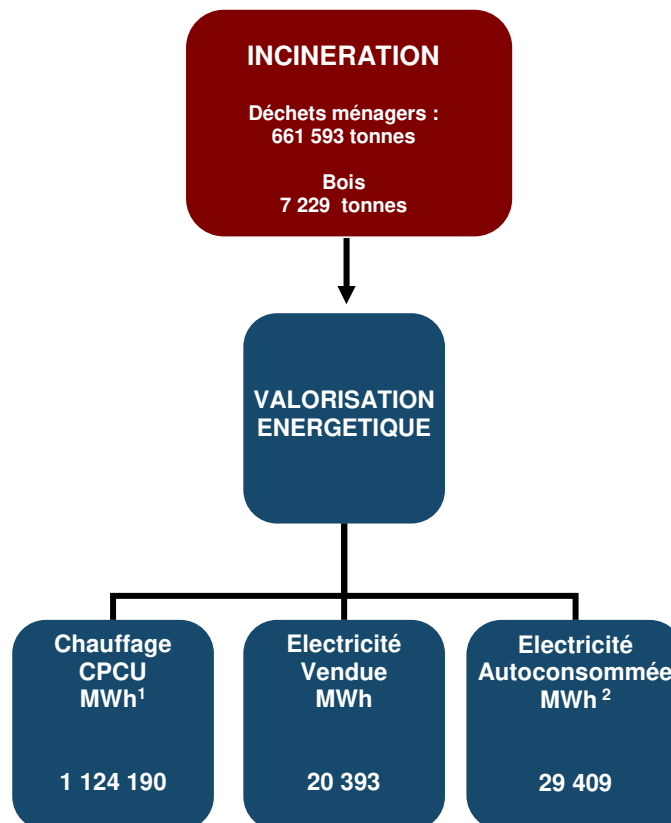 INCINERATION
Déchets ménagers :
661 593 tonnes
Bois
7 229 tonnes
VALORISATION
ENERGETIQUE
Chauffage
CPCU
MWh¹
1 124 190
Electricité
Vendue
MWh
20 393
Electricité
Autoconsommée
MWh ²
29 409